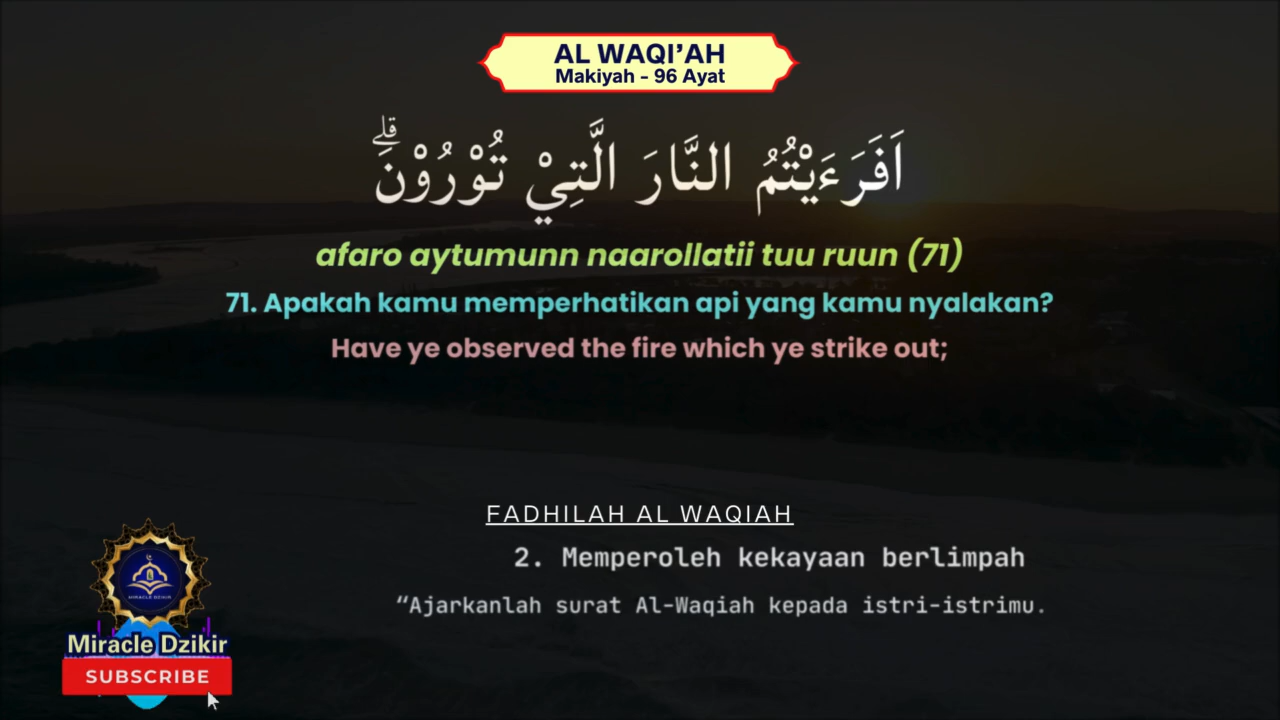 AL WAQI’AH
Makiyah - 96 Ayat
اَفَرَءَيْتُمُ النَّارَ الَّتِيْ تُوْرُوْنَۗ
afaro aytumunn naarollatii tuu ruun (71)
71. Apakah kamu memperhatikan api yang kamu nyalakan?
Have ye observed the fire which ye strike out;
FADHILAH AL WAQIAH
2. Memperoleh kekayaan berlimpah
“Ajarkanlah surat Al-Waqiah kepada istri-istrimu.
MIRACLE DZIKIR
Miracle Dzikir
SUBSCRIBE